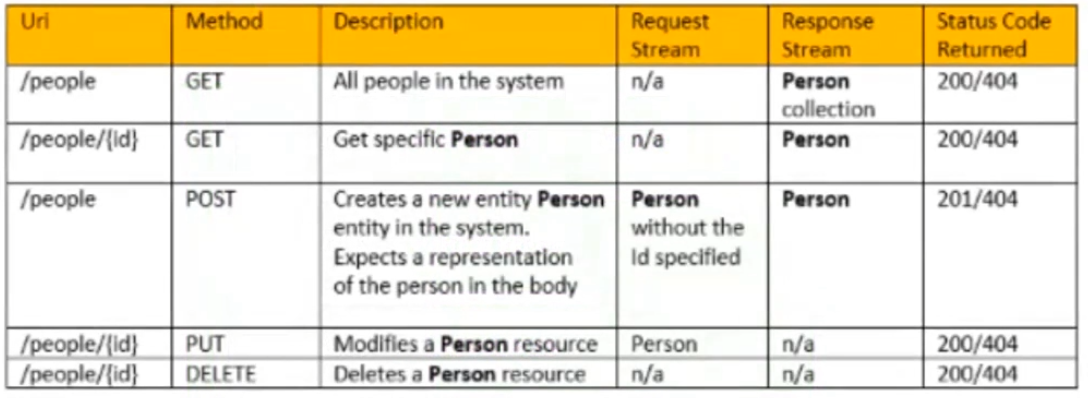 Uri Method Description Request Stream Response Stream Status Code Returned
/people GET All people in the system n/a Person collection 200/404
/people/{id} GET Get specific Person n/a Person 200/404
/people POST Creates a new entity Person entity in the system. Expects a representation of the person in the body Person without the Id specified Person 201/404
/people/{id} PUT Modifies a Person resource Person n/a 200/404
/people/{id} DELETE Deletes a Person resource n/a n/a 200/404